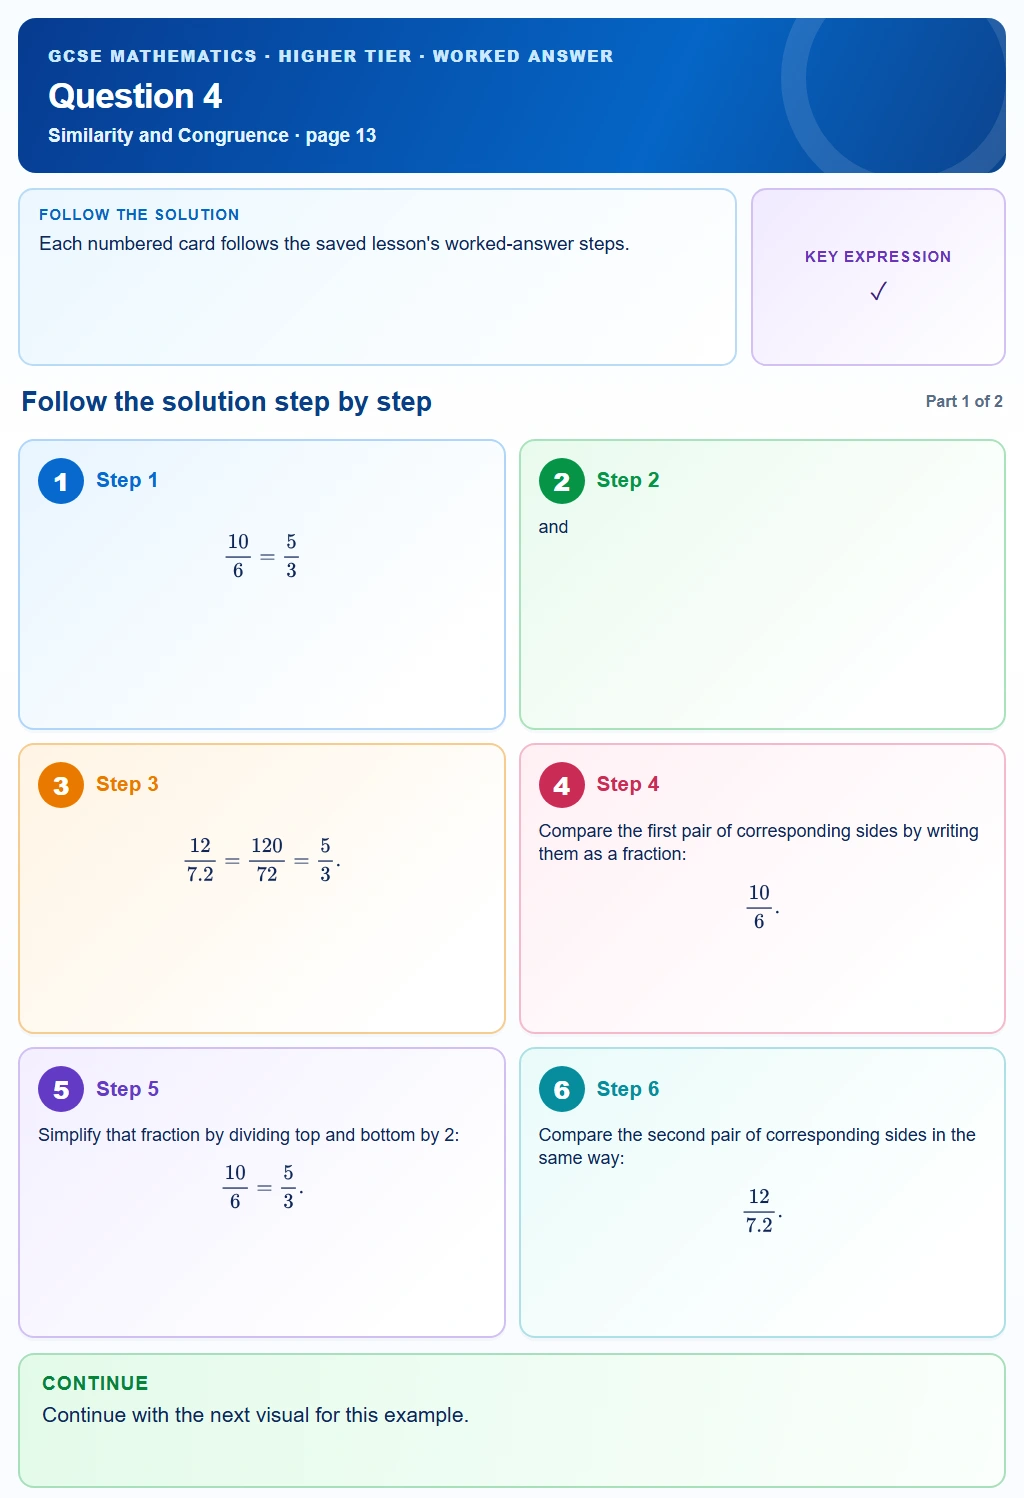 GCSE MATHEMATICS · HIGHER TIER · WORKED ANSWER
Question 4
Similarity and Congruence · page 13
FOLLOW THE SOLUTION
Each numbered card follows the saved lesson's worked-answer steps.
KEY EXPRESSION
✓
Follow the solution step by step
Part 1 of 2
1 Step 1
10/6 = 5/3
2 Step 2
and
3 Step 3
12/7.2 = 120/72 = 5/3.
4 Step 4
Compare the first pair of corresponding sides by writing
them as a fraction:
10/6.
5 Step 5
Simplify that fraction by dividing top and bottom by 2:
10/6 = 5/3.
6 Step 6
Compare the second pair of corresponding sides in the
same way:
12/7.2.
CONTINUE
Continue with the next visual for this example.